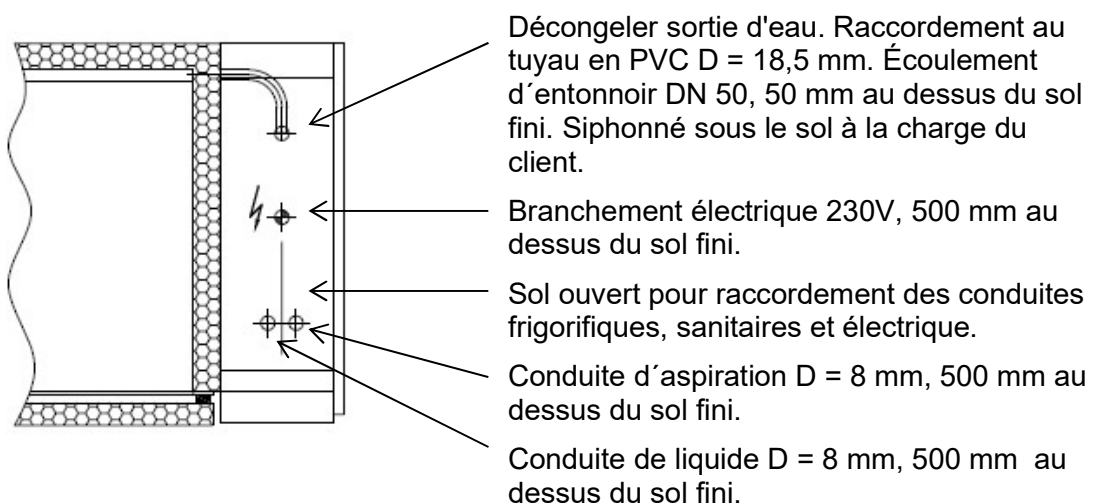 Décongeler sortie d'eau. Raccordement au
tuyau en PVC D = 18,5 mm. Écoulement
d´entonnoir DN 50, 50 mm au dessus du sol
fini. Siphonné sous le sol à la charge du
client.
Branchement électrique 230V, 500 mm au
dessus du sol fini.
Sol ouvert pour raccordement des conduites
frigorifiques, sanitaires et électrique.
Conduite d´aspiration D = 8 mm, 500 mm au
dessus du sol fini.
Conduite de liquide D = 8 mm, 500 mm  au
dessus du sol fini.